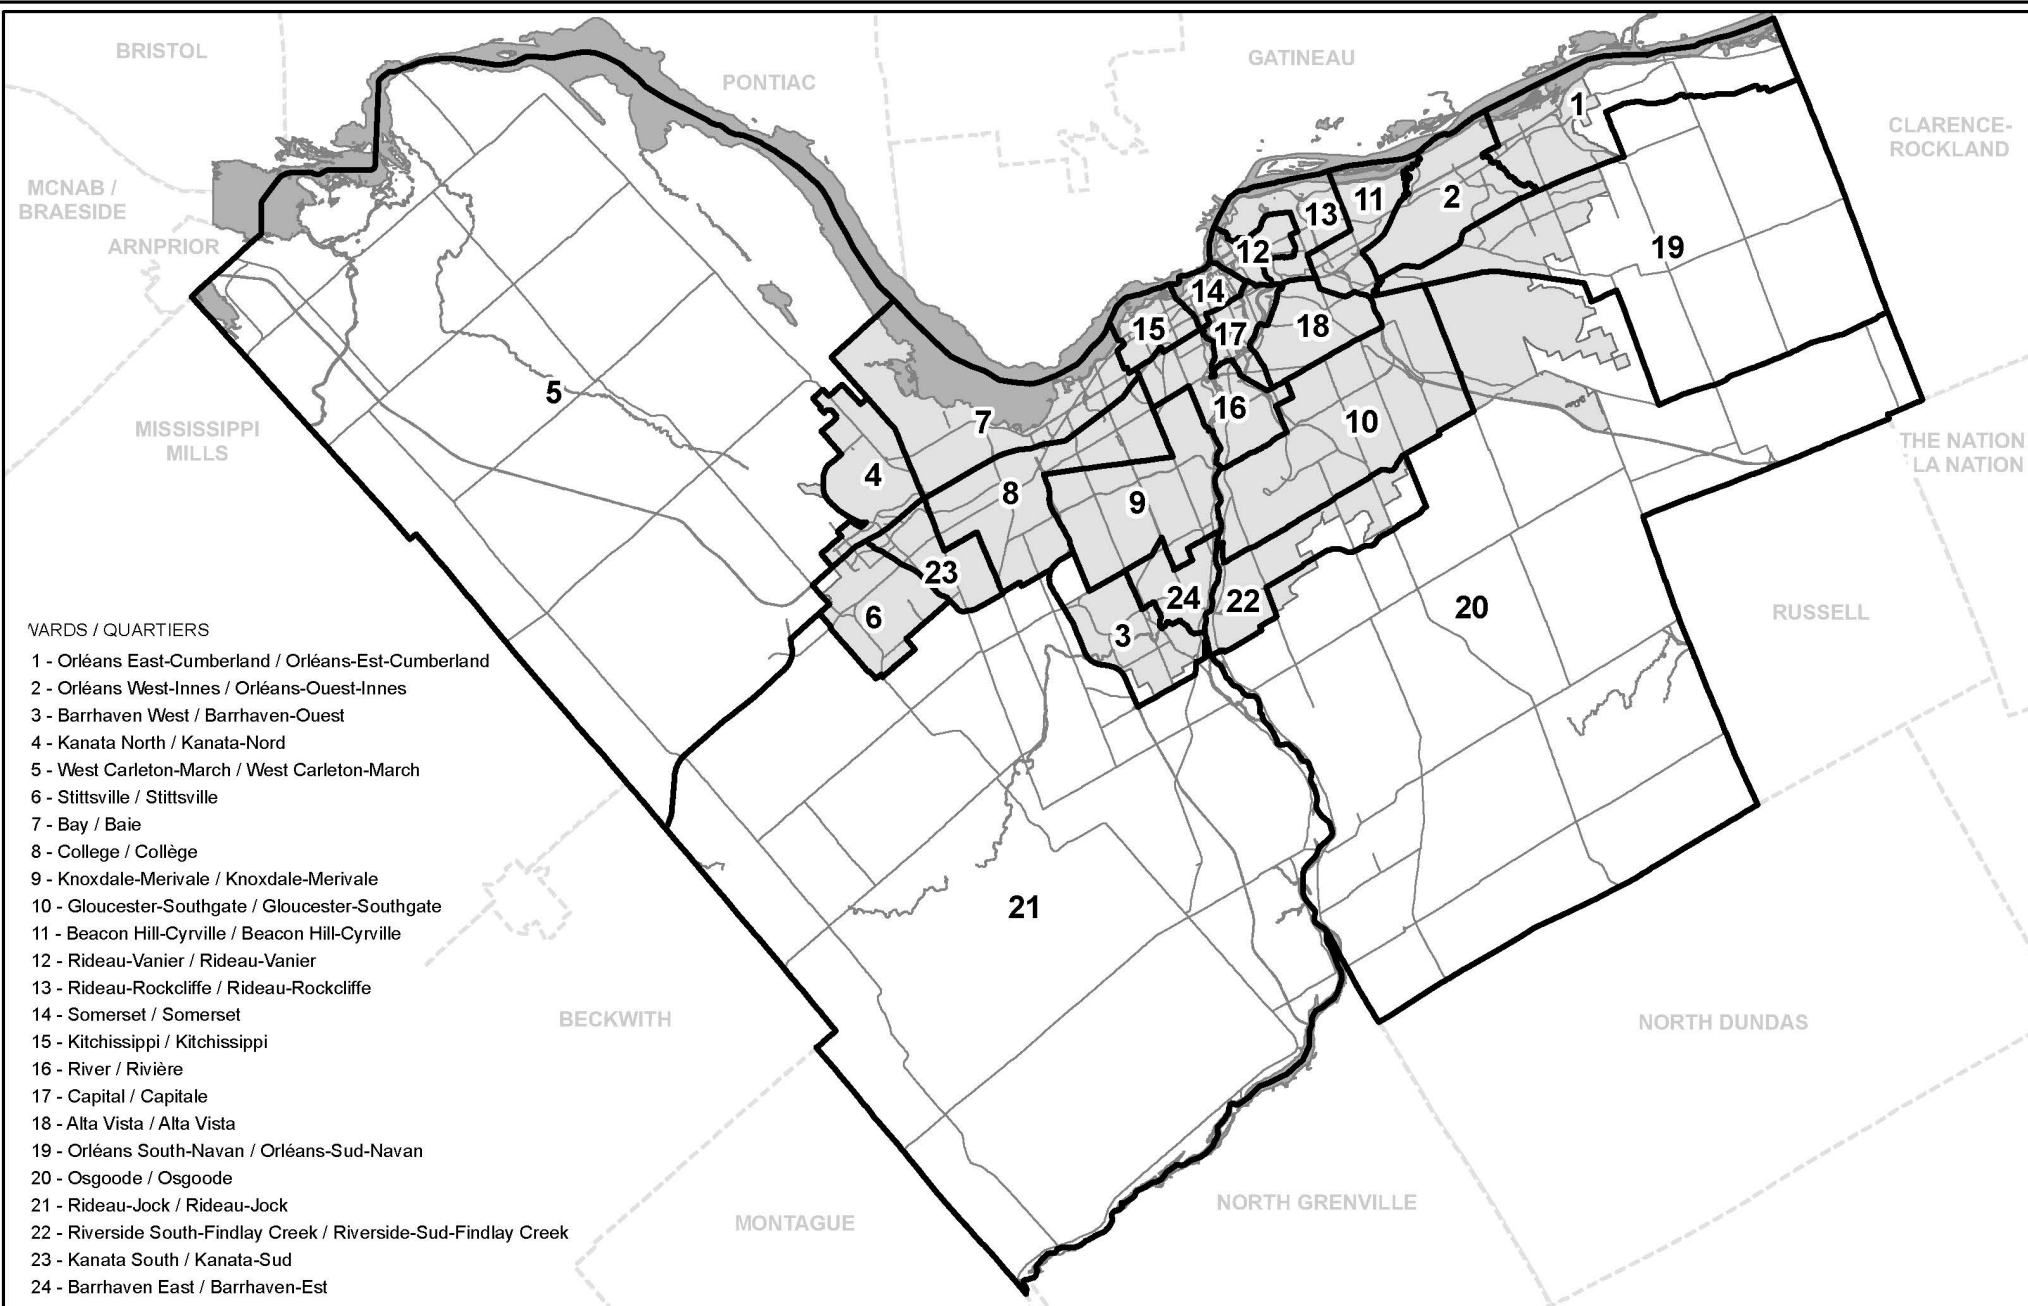 BRISTOL
PONTIAC
GATINEAU
CLARENCE-
ROCKLAND
MCNAB /
BRAESIDE
ARNPRIOR
MISSISSIPPI
MILLS
THE NATION
LA NATION
RUSSELL
BECKWITH
NORTH DUNDAS
MONTAGUE
NORTH GRENVILLE
1
2
11
13
12
19
14
15
17
18
5
7
16
10
4
8
9
23
6
24
22
3
20
21
WARDS / QUARTIERS
1 - Orléans East-Cumberland / Orléans-Est-Cumberland
2 - Orléans West-Innes / Orléans-Ouest-Innes
3 - Barrhaven West / Barrhaven-Ouest
4 - Kanata North / Kanata-Nord
5 - West Carleton-March / West Carleton-March
6 - Stittsville / Stittsville
7 - Bay / Baie
8 - College / Collège
9 - Knoxdale-Merivale / Knoxdale-Merivale
10 - Gloucester-Southgate / Gloucester-Southgate
11 - Beacon Hill-Cyrville / Beacon Hill-Cyrville
12 - Rideau-Vanier / Rideau-Vanier
13 - Rideau-Rockcliffe / Rideau-Rockcliffe
14 - Somerset / Somerset
15 - Kitchissippi / Kitchissippi
16 - River / Rivière
17 - Capital / Capitale
18 - Alta Vista / Alta Vista
19 - Orléans South-Navan / Orléans-Sud-Navan
20 - Osgoode / Osgoode
21 - Rideau-Jock / Rideau-Jock
22 - Riverside South-Findlay Creek / Riverside-Sud-Findlay Creek
23 - Kanata South / Kanata-Sud
24 - Barrhaven East / Barrhaven-Est